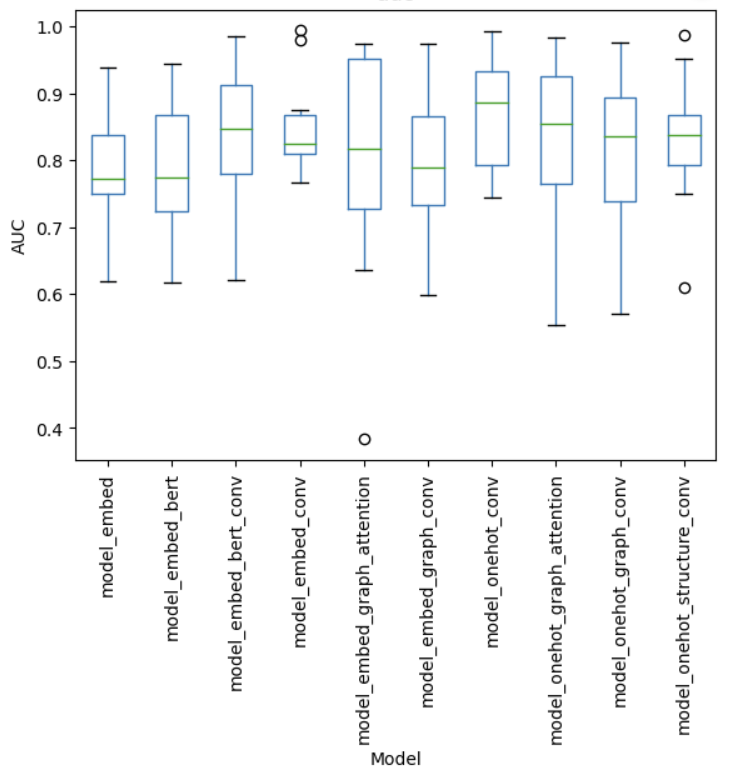 1.0
0.9
0.8
0.7
0.6
0.5
0.4
AUC
model_embed
model_embed_bert
model_embed_bert_conv
model_embed_conv
model_embed_graph_attention
model_embed_graph_conv
model_onehot_conv
model_onehot_graph_attention
model_onehot_graph_conv
model_onehot_structure_conv
Model